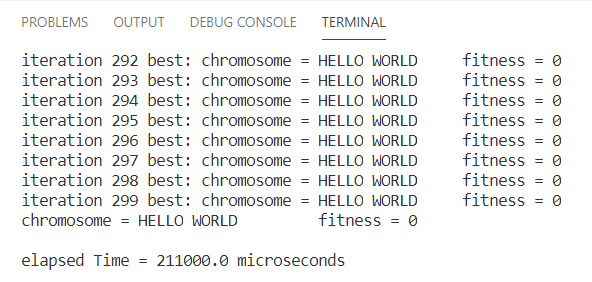 PROBLEMS OUTPUT DEBUG CONSOLE TERMINAL
iteration 292 best: chromosome = HELLO WORLD fitness = 0
iteration 293 best: chromosome = HELLO WORLD fitness = 0
iteration 294 best: chromosome = HELLO WORLD fitness = 0
iteration 295 best: chromosome = HELLO WORLD fitness = 0
iteration 296 best: chromosome = HELLO WORLD fitness = 0
iteration 297 best: chromosome = HELLO WORLD fitness = 0
iteration 298 best: chromosome = HELLO WORLD fitness = 0
iteration 299 best: chromosome = HELLO WORLD fitness = 0
chromosome = HELLO WORLD fitness = 0
elapsed Time = 211000.0 microseconds